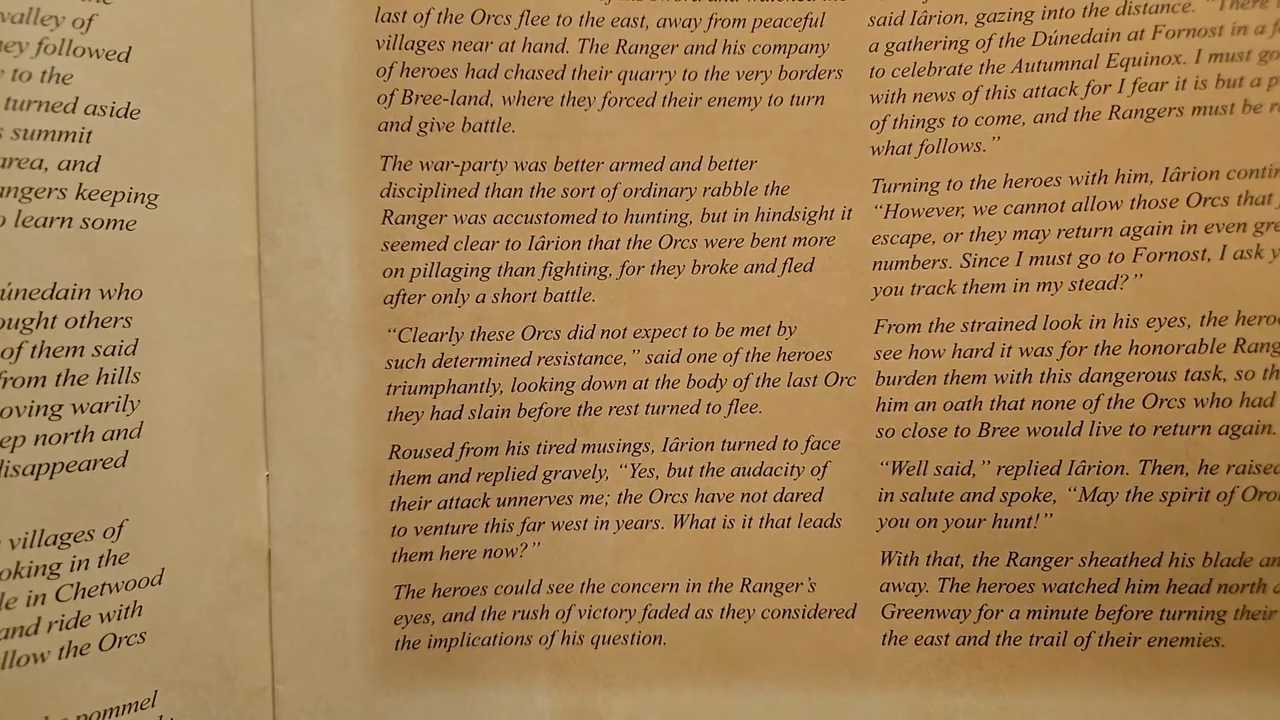 valley of
ey followed
to the
turned aside
summit
area, and
angers keeping
o learn some
únedain who
ought others
of them said
from the hills
oving warily
ep north and
disappeared
villages of
oking in the
le in Chetwood
and ride with
llow the Orcs
pommel
last of the Orcs flee to the east, away from peaceful
villages near at hand. The Ranger and his company
of heroes had chased their quarry to the very borders
of Bree-land, where they forced their enemy to turn
and give battle.
The war-party was better armed and better
disciplined than the sort of ordinary rabble the
Ranger was accustomed to hunting, but in hindsight it
seemed clear to Iârion that the Orcs were bent more
on pillaging than fighting, for they broke and fled
after only a short battle.
“Clearly these Orcs did not expect to be met by
such determined resistance,” said one of the heroes
triumphantly, looking down at the body of the last Orc
they had slain before the rest turned to flee.
Roused from his tired musings, Iârion turned to face
them and replied gravely, “Yes, but the audacity of
their attack unnerves me; the Orcs have not dared
to venture this far west in years. What is it that leads
them here now?”
The heroes could see the concern in the Ranger’s
eyes, and the rush of victory faded as they considered
the implications of his question.
said Iârion, gazing into the distance. “There
a gathering of the Dúnedain at Fornost in a
to celebrate the Autumnal Equinox. I must go
with news of this attack for I fear it is but a
of things to come, and the Rangers must be
what follows.”
Turning to the heroes with him, Iârion contin
“However, we cannot allow those Orcs that
escape, or they may return again in even gre
numbers. Since I must go to Fornost, I ask
you track them in my stead?”
From the strained look in his eyes, the hero
see how hard it was for the honorable Rang
burden them with this dangerous task, so th
him an oath that none of the Orcs who had
so close to Bree would live to return again.
“Well said,” replied Iârion. Then, he raised
in salute and spoke, “May the spirit of Oro
you on your hunt!”
With that, the Ranger sheathed his blade an
away. The heroes watched him head north
Greenway for a minute before turning their
the east and the trail of their enemies.